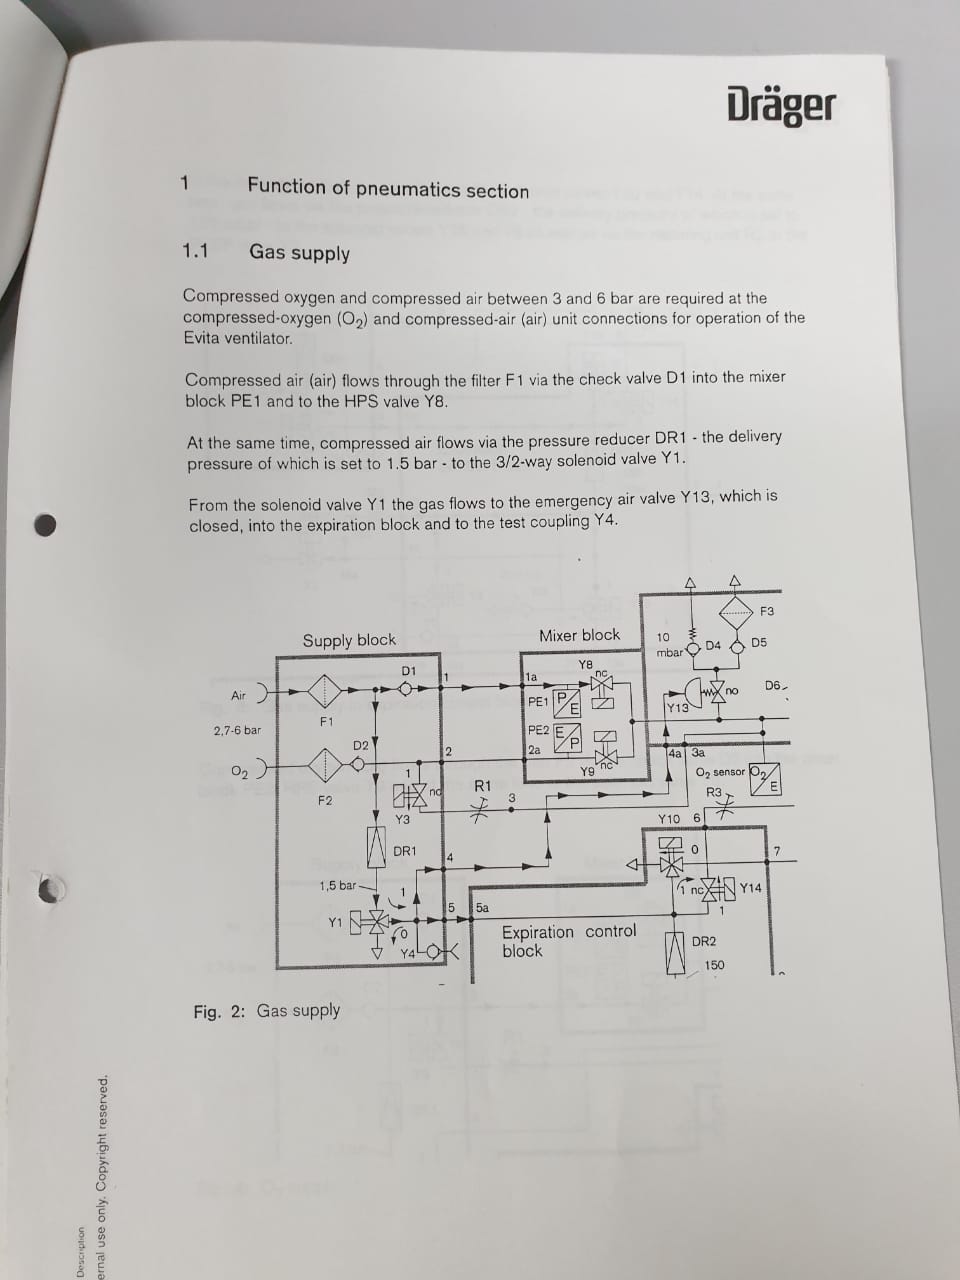 Dräger
1 Function of pneumatics section
1.1 Gas supply
Compressed oxygen and compressed air between 3 and 6 bar are required at the
compressed-oxygen (O2) and compressed-air (air) unit connections for operation of the
Evita ventilator.
Compressed air (air) flows through the filter F1 via the check valve D1 into the mixer
block PE1 and to the HPS valve Y8.
At the same time, compressed air flows via the pressure reducer DR1 - the delivery
pressure of which is set to 1.5 bar - to the 3/2-way solenoid valve Y1.
From the solenoid valve Y1 the gas flows to the emergency air valve Y13, which is
closed, into the expiration block and to the test coupling Y4.
F3
Supply block
Mixer block
10
mbar
D4
D5
D1
1
1a
Y8
nc
Air
PE1 P E
Y13
no
D6
F1
2,7-6 bar
PE2 E P
D2
2
2a
4a 3a
O2
Y9 nc
O2 sensor O2 E
1
nc
R1
3
R3
F2
Y3
Y10 6
DR1
4
0
7
1,5 bar
1
1 nc
Y14
Y1
5
5a
1
0
Y4
Expiration control
block
DR2
150
Fig. 2: Gas supply
Description
ernal use only. Copyright reserved.